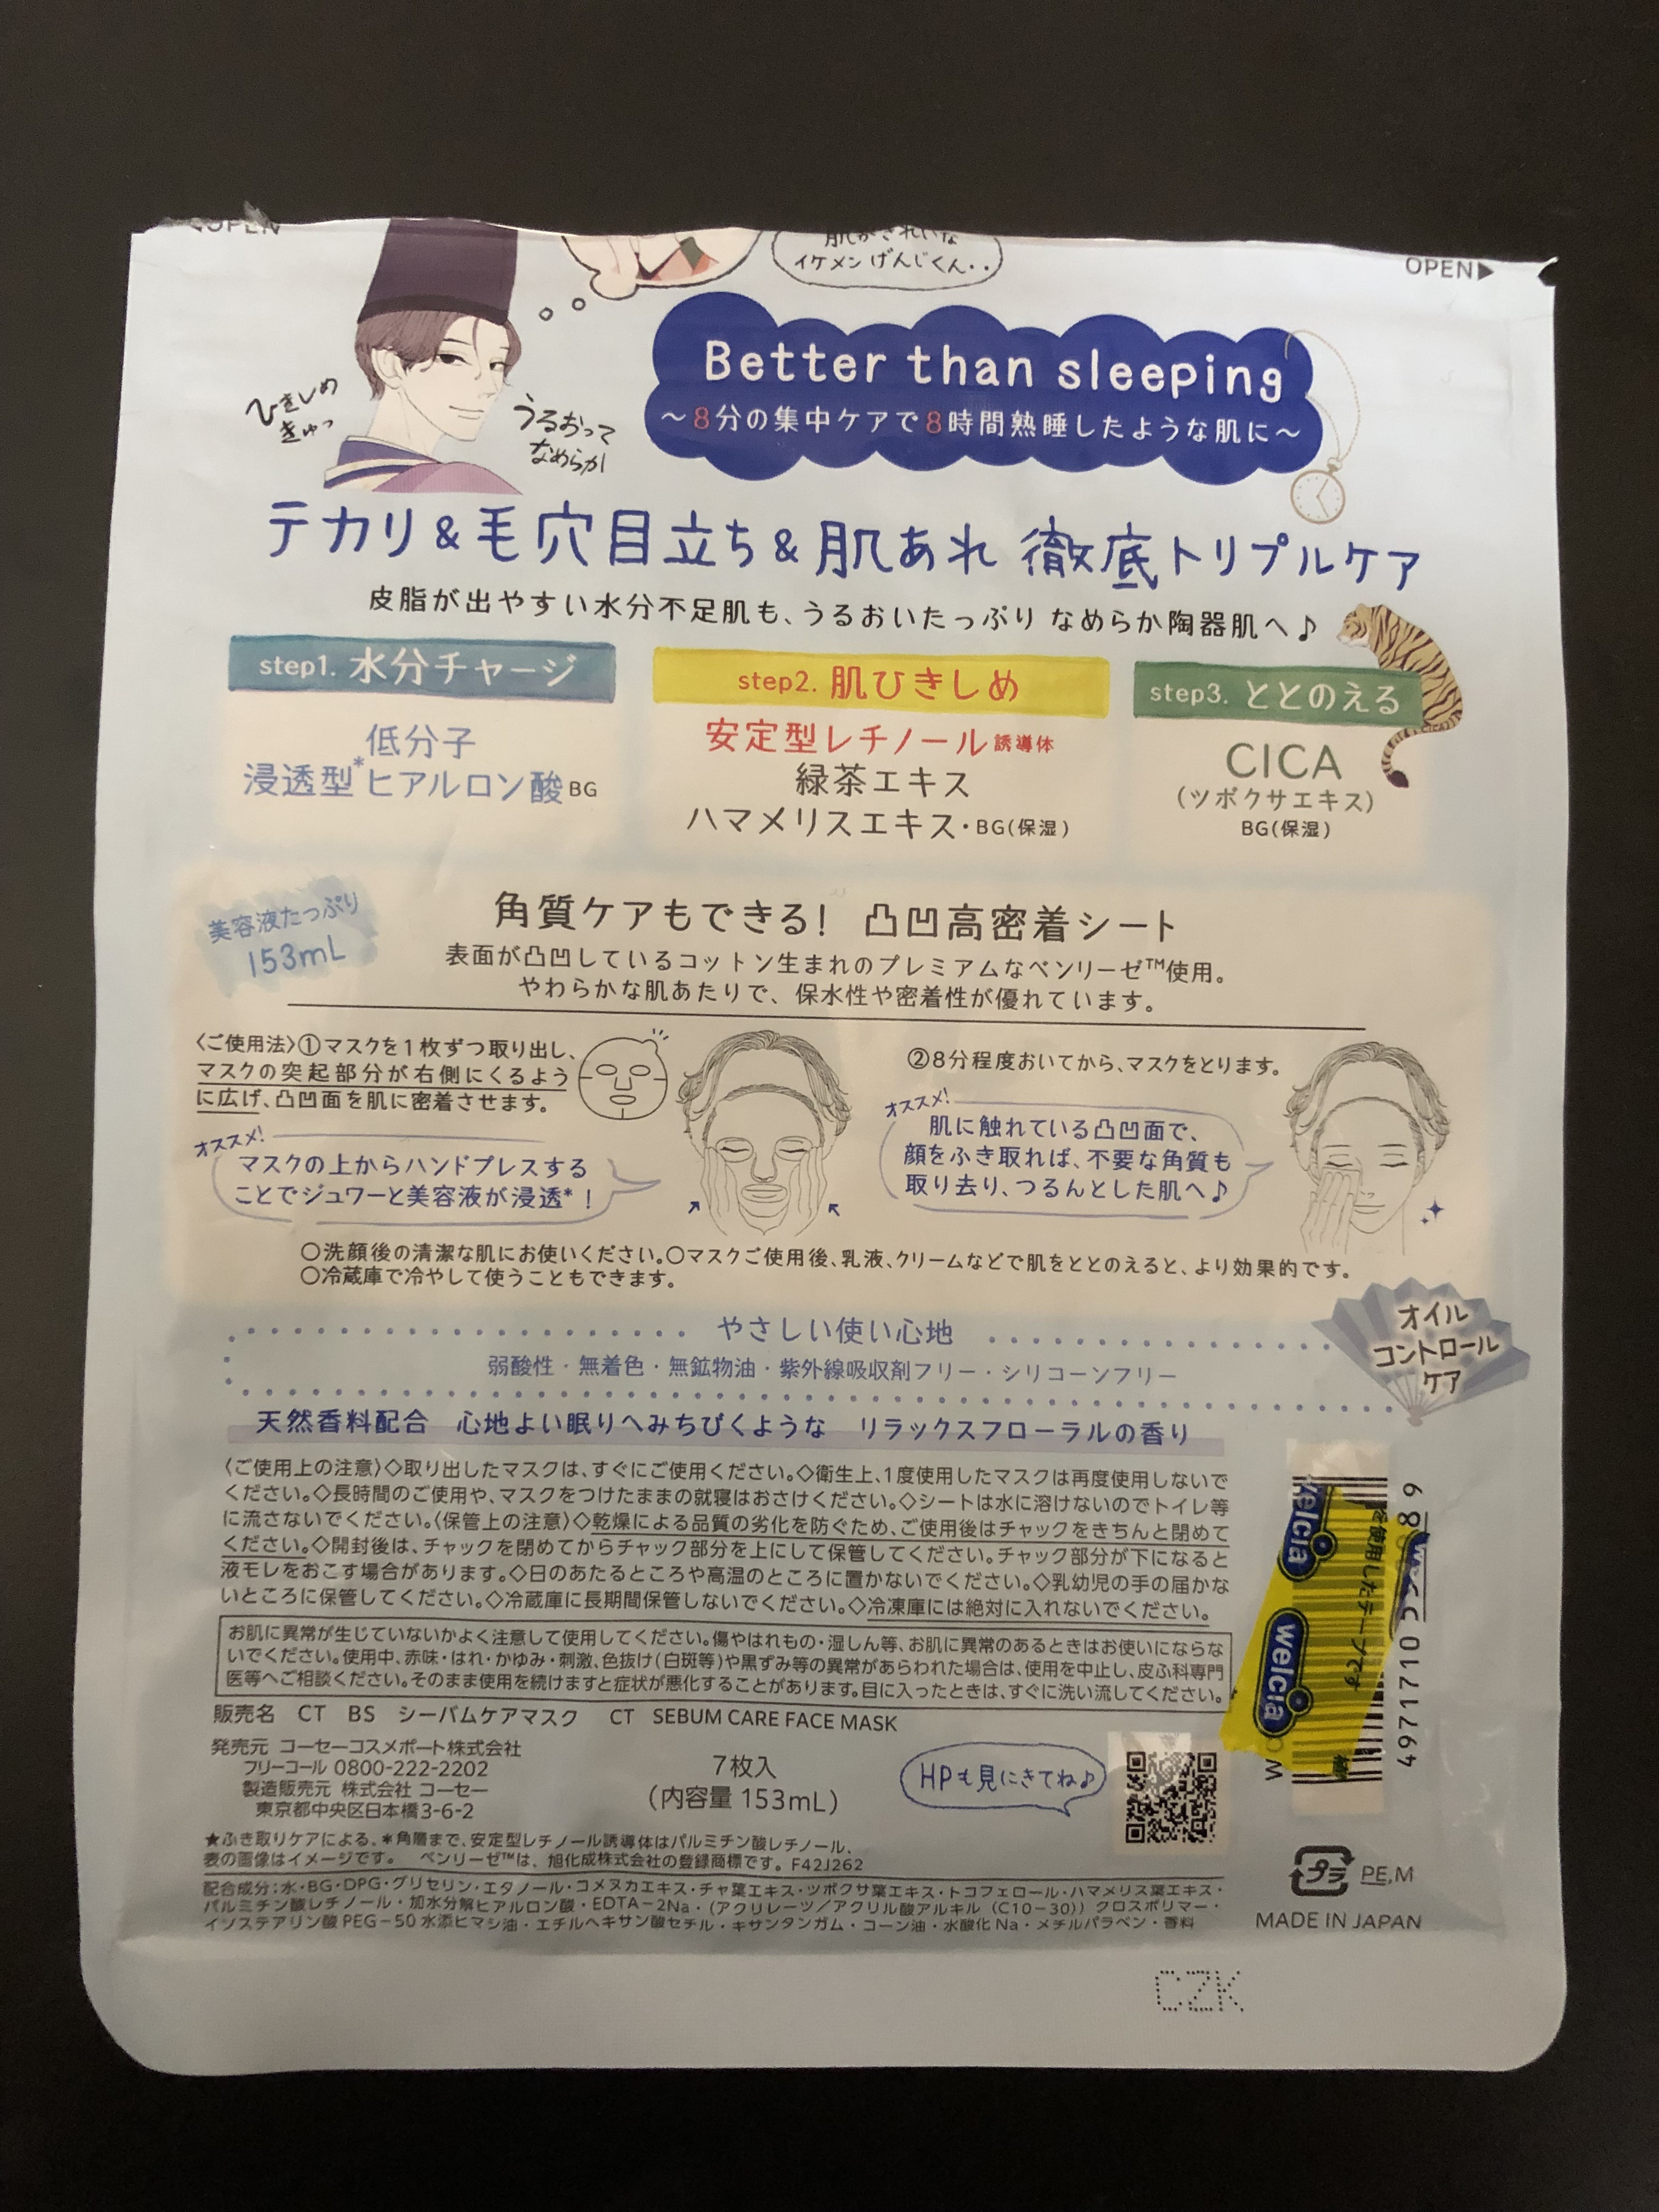 OPEN
イケメンげんじくん・・
OPEN▶
Better than sleeping
～8分の集中ケアで8時間熟睡したような肌に～
ひきしめ
きゅっ
うるおって
なめらか
テカリ&毛穴目立ち&肌あれ 徹底トリプルケア
皮脂が出やすい水分不足肌も、うるおいたっぷり なめらか陶器肌へ♪
step1. 水分チャージ
低分子
浸透型*ヒアルロン酸BG
step2. 肌ひきしめ
安定型レチノール誘導体
緑茶エキス
ハマメリスエキス・BG(保湿)
step3. ととのえる
CICA
(ツボクサエキス)
BG(保湿)
美容液たっぷり
153mL
角質ケアもできる! 凸凹高密着シート
表面が凸凹しているコットン生まれのプレミアムなベンリーゼ™使用。
やわらかな肌あたりで、保水性や密着性が優れています。
〈ご使用法〉①マスクを1枚ずつ取り出し、
マスクの突起部分が右側にくるよう
に広げ、凸凹面を肌に密着させます。
オススメ!
マスクの上からハンドプレスする
ことでジュワーと美容液が浸透*!
②8分程度おいてから、マスクをとります。
オススメ!
肌に触れている凸凹面で、
顔をふき取れば、不要な角質も
取り去り、つるんとした肌へ♪
○洗顔後の清潔な肌にお使いください。○マスクご使用後、乳液、クリームなどで肌をととのえると、より効果的です。
○冷蔵庫で冷やして使うこともできます。
オイル
コントロール
ケア
やさしい使い心地
弱酸性・無着色・無鉱物油・紫外線吸収剤フリー・シリコーンフリー
天然香料配合 心地よい眠りへみちびくような リラックスフローラルの香り
〈ご使用上の注意〉◇取り出したマスクは、すぐにご使用ください。◇衛生上、1度使用したマスクは再度使用しないで
ください。◇長時間のご使用や、マスクをつけたままの就寝はおさけください。◇シートは水に溶けないのでトイレ等
に流さないでください。〈保管上の注意〉◇乾燥による品質の劣化を防ぐため、ご使用後はチャックをきちんと閉めて
ください。◇開封後は、チャックを閉めてからチャック部分を上にして保管してください。チャック部分が下になると
液モレをおこす場合があります。◇日のあたるところや高温のところに置かないでください。◇乳幼児の手の届かな
いところに保管してください。◇冷蔵庫に長期間保管しないでください。◇冷凍庫には絶対に入れないでください。
お肌に異常が生じていないかよく注意して使用してください。傷やはれもの・湿しん等、お肌に異常のあるときはお使いにならな
いでください。使用中、赤味・はれ・かゆみ・刺激、色抜け(白斑等)や黒ずみ等の異常があらわれた場合は、使用を中止し、皮ふ科専門
医等へご相談ください。そのまま使用を続けますと症状が悪化することがあります。目に入ったときは、すぐに洗い流してください。
販売名 CT BS シーバムケアマスク CT SEBUM CARE FACE MASK
発売元 コーセーコスメポート株式会社
フリーコール 0800-222-2202
製造販売元 株式会社 コーセー
東京都中央区日本橋3-6-2
7枚入
(内容量 153mL)
HPも見にきてね♪
welcia
welcia
を使用したテープです
4971710
★ふき取りケアによる、*角層まで、安定型レチノール誘導体はパルミチン酸レチノール、
表の画像はイメージです。 ベンリーゼ™は、旭化成株式会社の登録商標です。F42J262
配合成分:水・BG・DPG・グリセリン・エタノール・コメヌカエキス・チャ葉エキス・ツボクサ葉エキス・トコフェロール・ハマメリス葉エキス・
パルミチン酸レチノール・加水分解ヒアルロン酸・EDTA-2Na・(アクリレーツ/アクリル酸アルキル(C10-30))クロスポリマー・
イソステアリン酸PEG-50水添ヒマシ油・エチルヘキサン酸セチル・キサンタンガム・コーン油・水酸化Na・メチルパラベン・香料
プラ PE,M
MADE IN JAPAN
CZK